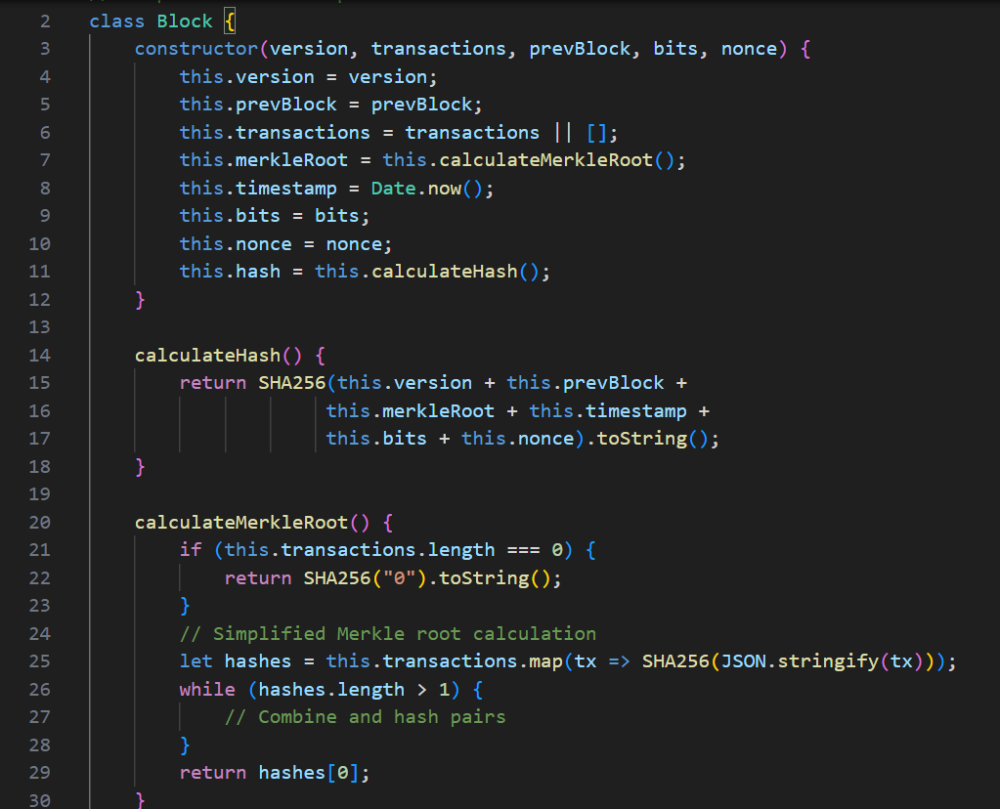 2 class Block {
3 constructor(version, transactions, prevBlock, bits, nonce) {
4 this.version = version;
5 this.prevBlock = prevBlock;
6 this.transactions = transactions || [];
7 this.merkleRoot = this.calculateMerkleRoot();
8 this.timestamp = Date.now();
9 this.bits = bits;
10 this.nonce = nonce;
11 this.hash = this.calculateHash();
12 }
13
14 calculateHash() {
15 return SHA256(this.version + this.prevBlock +
16 this.merkleRoot + this.timestamp +
17 this.bits + this.nonce).toString();
18 }
19
20 calculateMerkleRoot() {
21 if (this.transactions.length === 0) {
22 return SHA256("0").toString();
23 }
24 // Simplified Merkle root calculation
25 let hashes = this.transactions.map(tx => SHA256(JSON.stringify(tx)));
26 while (hashes.length > 1) {
27 // Combine and hash pairs
28 }
29 return hashes[0];
30 }